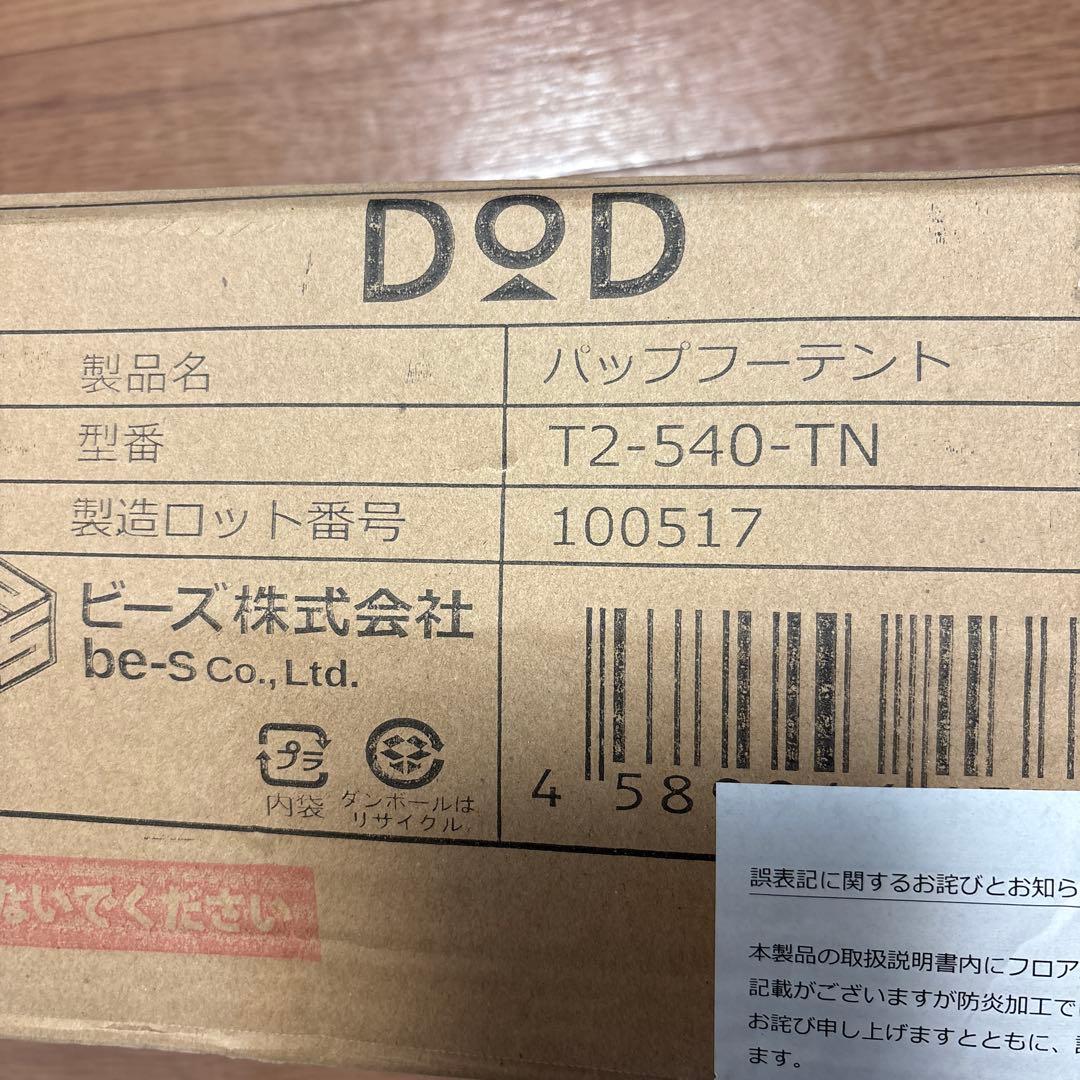 DOD
製品名 パップフーテント
型番 T2-540-TN
製造ロット番号 100517
ビーズ株式会社
be-s Co., Ltd.
プラ
内袋
ダンボールは
リサイクル
4 58
ないでください
誤表記に関するお詫びとお知ら
本製品の取扱説明書内にフロア
記載がございますが防炎加工で
お詫び申し上げますとともに、
ます。